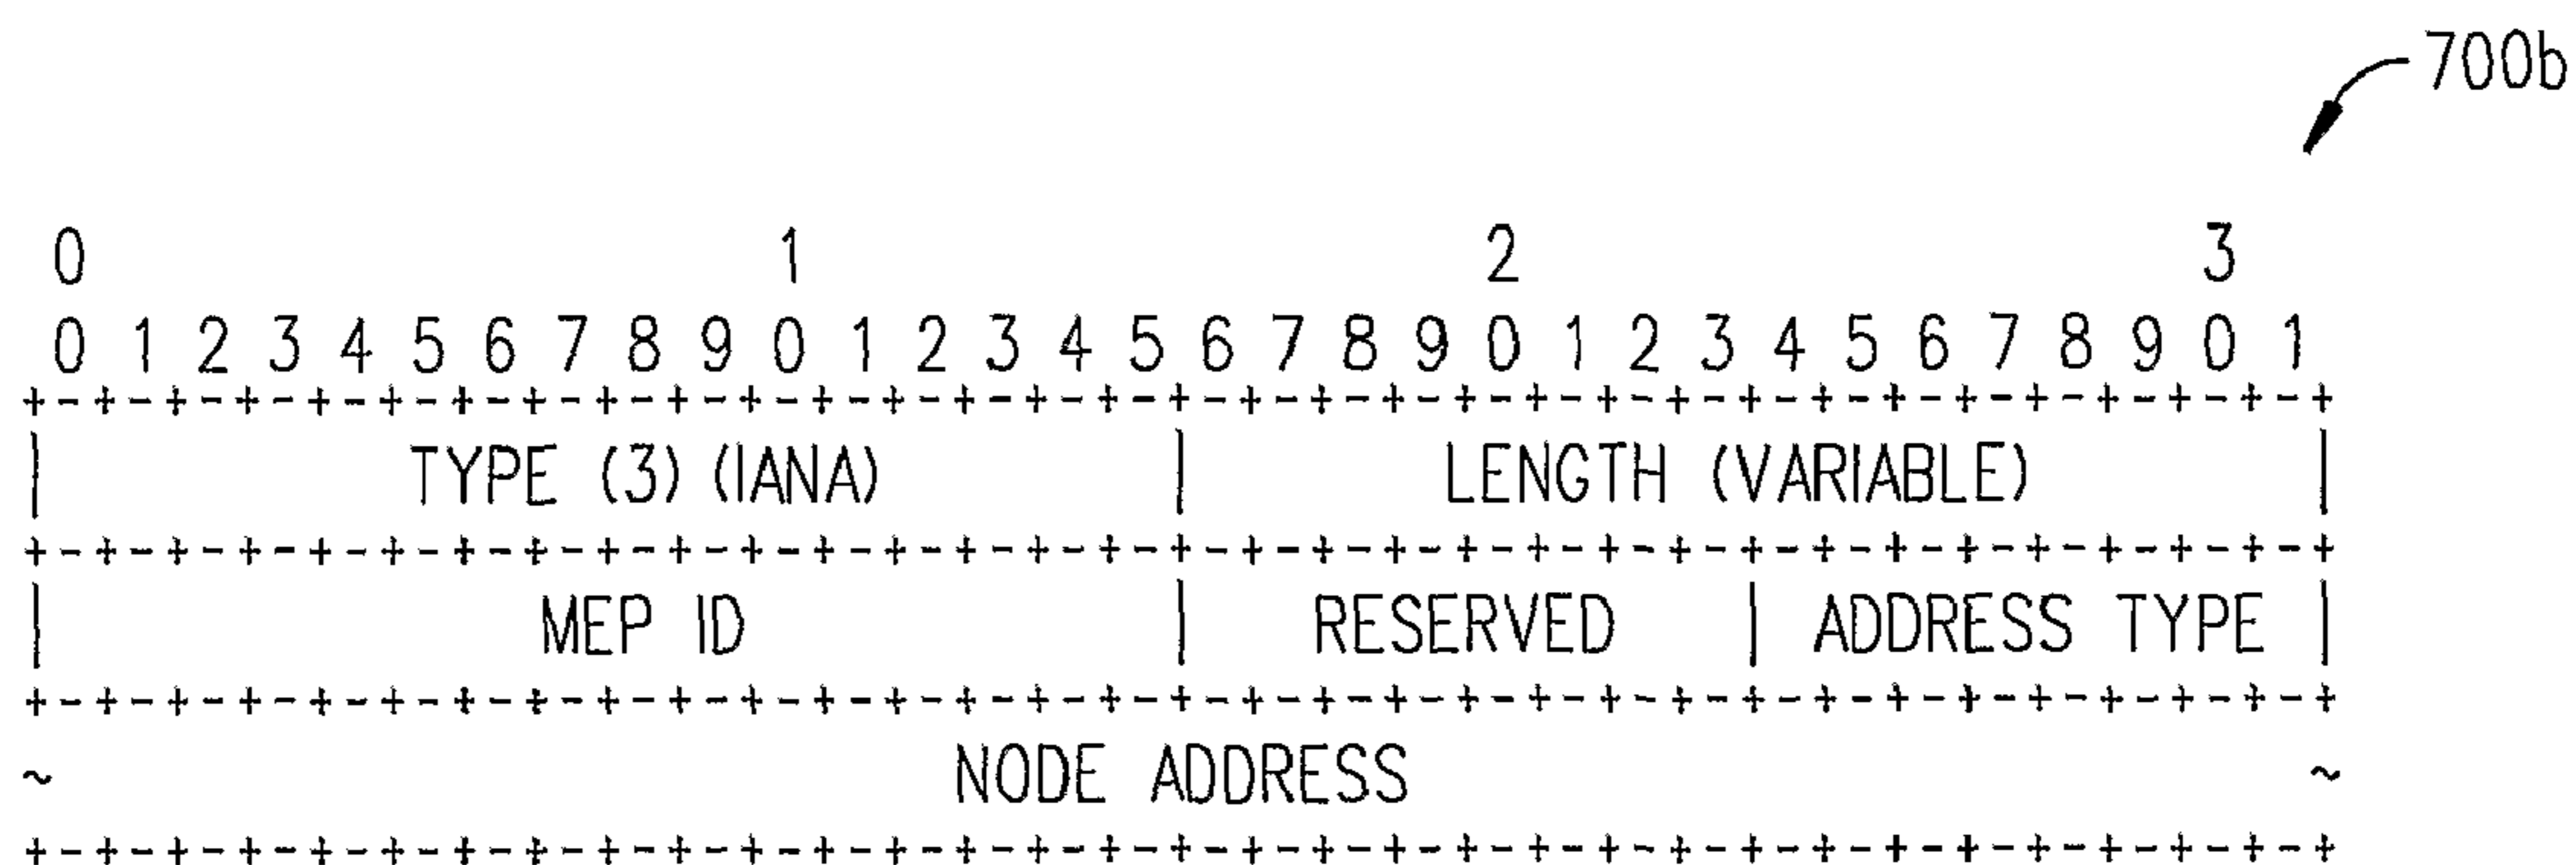 700b
0 1 2 3
0 1 2 3 4 5 6 7 8 9 0 1 2 3 4 5 6 7 8 9 0 1 2 3 4 5 6 7 8 9 0 1
+-+-+-+-+-+-+-+-+-+-+-+-+-+-+-+-+-+-+-+-+-+-+-+-+-+-+-+-+-+-+-+-+
| TYPE (3) (IANA) | LENGTH (VARIABLE) |
+-+-+-+-+-+-+-+-+-+-+-+-+-+-+-+-+-+-+-+-+-+-+-+-+-+-+-+-+-+-+-+-+
| MEP ID | RESERVED | ADDRESS TYPE |
+-+-+-+-+-+-+-+-+-+-+-+-+-+-+-+-+-+-+-+-+-+-+-+-+-+-+-+-+-+-+-+-+
~ NODE ADDRESS ~
+-+-+-+-+-+-+-+-+-+-+-+-+-+-+-+-+-+-+-+-+-+-+-+-+-+-+-+-+-+-+-+-+